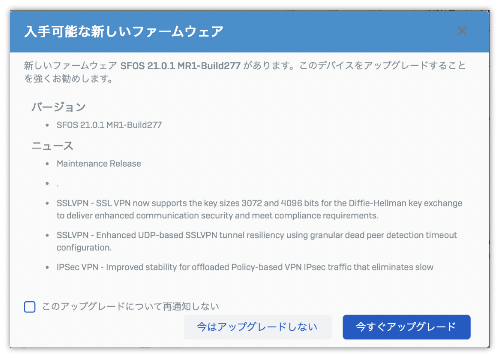 入手可能な新しいファームウェア
新しいファームウェア SFOS 21.0.1 MR1-Build277 があります。このデバイスをアップグレードすること
を強くお勧めします。
バージョン
• SFOS 21.0.1 MR1-Build277
ニュース
• Maintenance Release
• .
• SSLVPN - SSL VPN now supports the key sizes 3072 and 4096 bits for the Diffie-Hellman key exchange
to deliver enhanced communication security and meet compliance requirements.
• SSLVPN - Enhanced UDP-based SSLVPN tunnel resiliency using granular dead peer detection timeout
configuration.
• IPSec VPN - Improved stability for offloaded Policy-based VPN IPsec traffic that eliminates slow
このアップグレードについて再通知しない
今はアップグレードしない
今すぐアップグレード